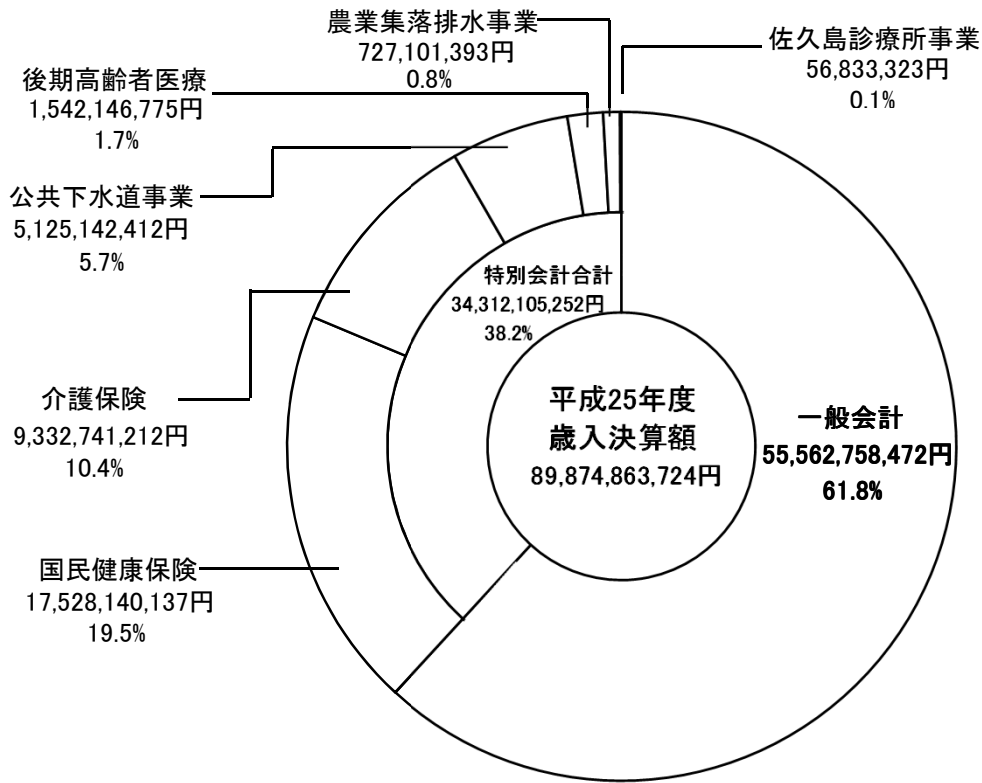 農業集落排水事業
727,101,393円
0.8%
佐久島診療所事業
56,833,323円
0.1%
後期高齢者医療
1,542,146,775円
1.7%
公共下水道事業
5,125,142,412円
5.7%
特別会計合計
34,312,105,252円
38.2%
介護保険
9,332,741,212円
10.4%
平成25年度
歳入決算額
89,874,863,724円
一般会計
55,562,758,472円
61.8%
国民健康保険
17,528,140,137円
19.5%